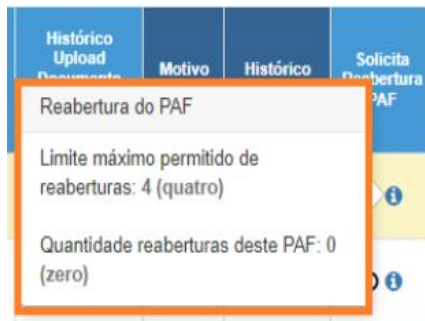 Histórico
Upload
Motivo
Histórico
Solicita
Reabertura do PAF
Limite máximo permitido de
reaberturas: 4 (quatro)
Quantidade reaberturas deste PAF: 0
(zero)